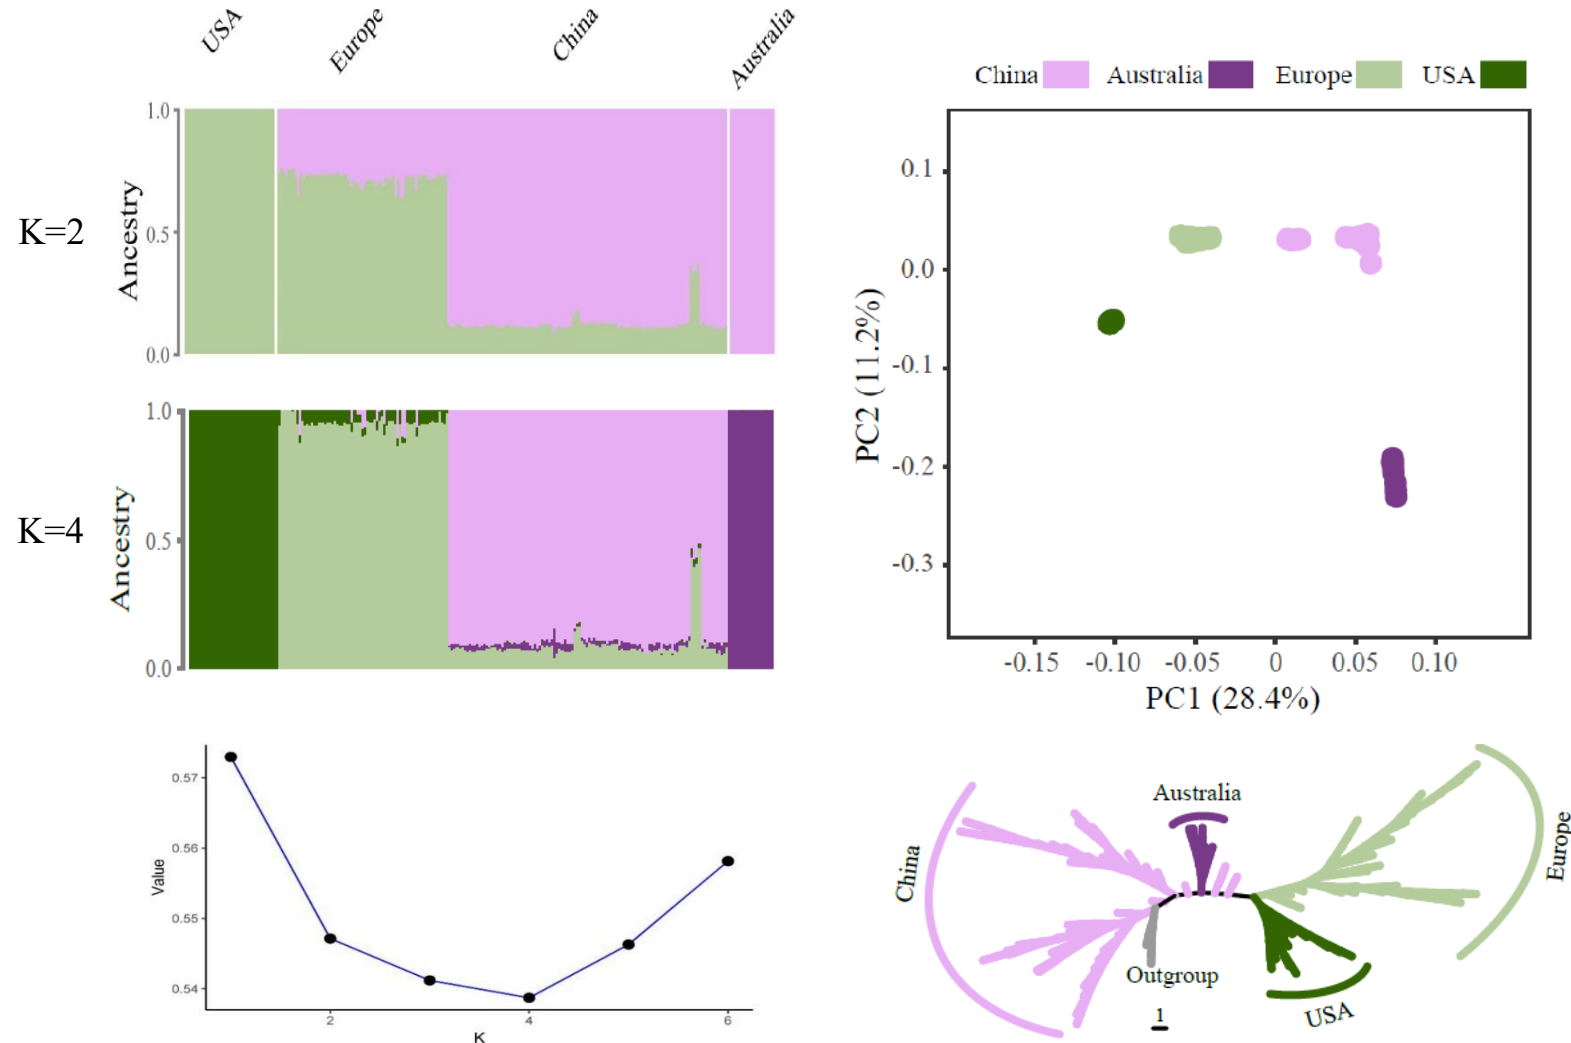 USA
Europe
China
Australia
K=2
Ancestry
1.0
0.5
0.0
K=4
Ancestry
1.0
0.5
0.0
Value
0.57
0.56
0.55
0.54
2
4
6
K
China
Australia
Europe
USA
PC2 (11.2%)
0.1
0.0
-0.1
-0.2
-0.3
-0.15
-0.10
-0.05
0
0.05
0.10
PC1 (28.4%)
Australia
China
Europe
Outgroup
USA
1